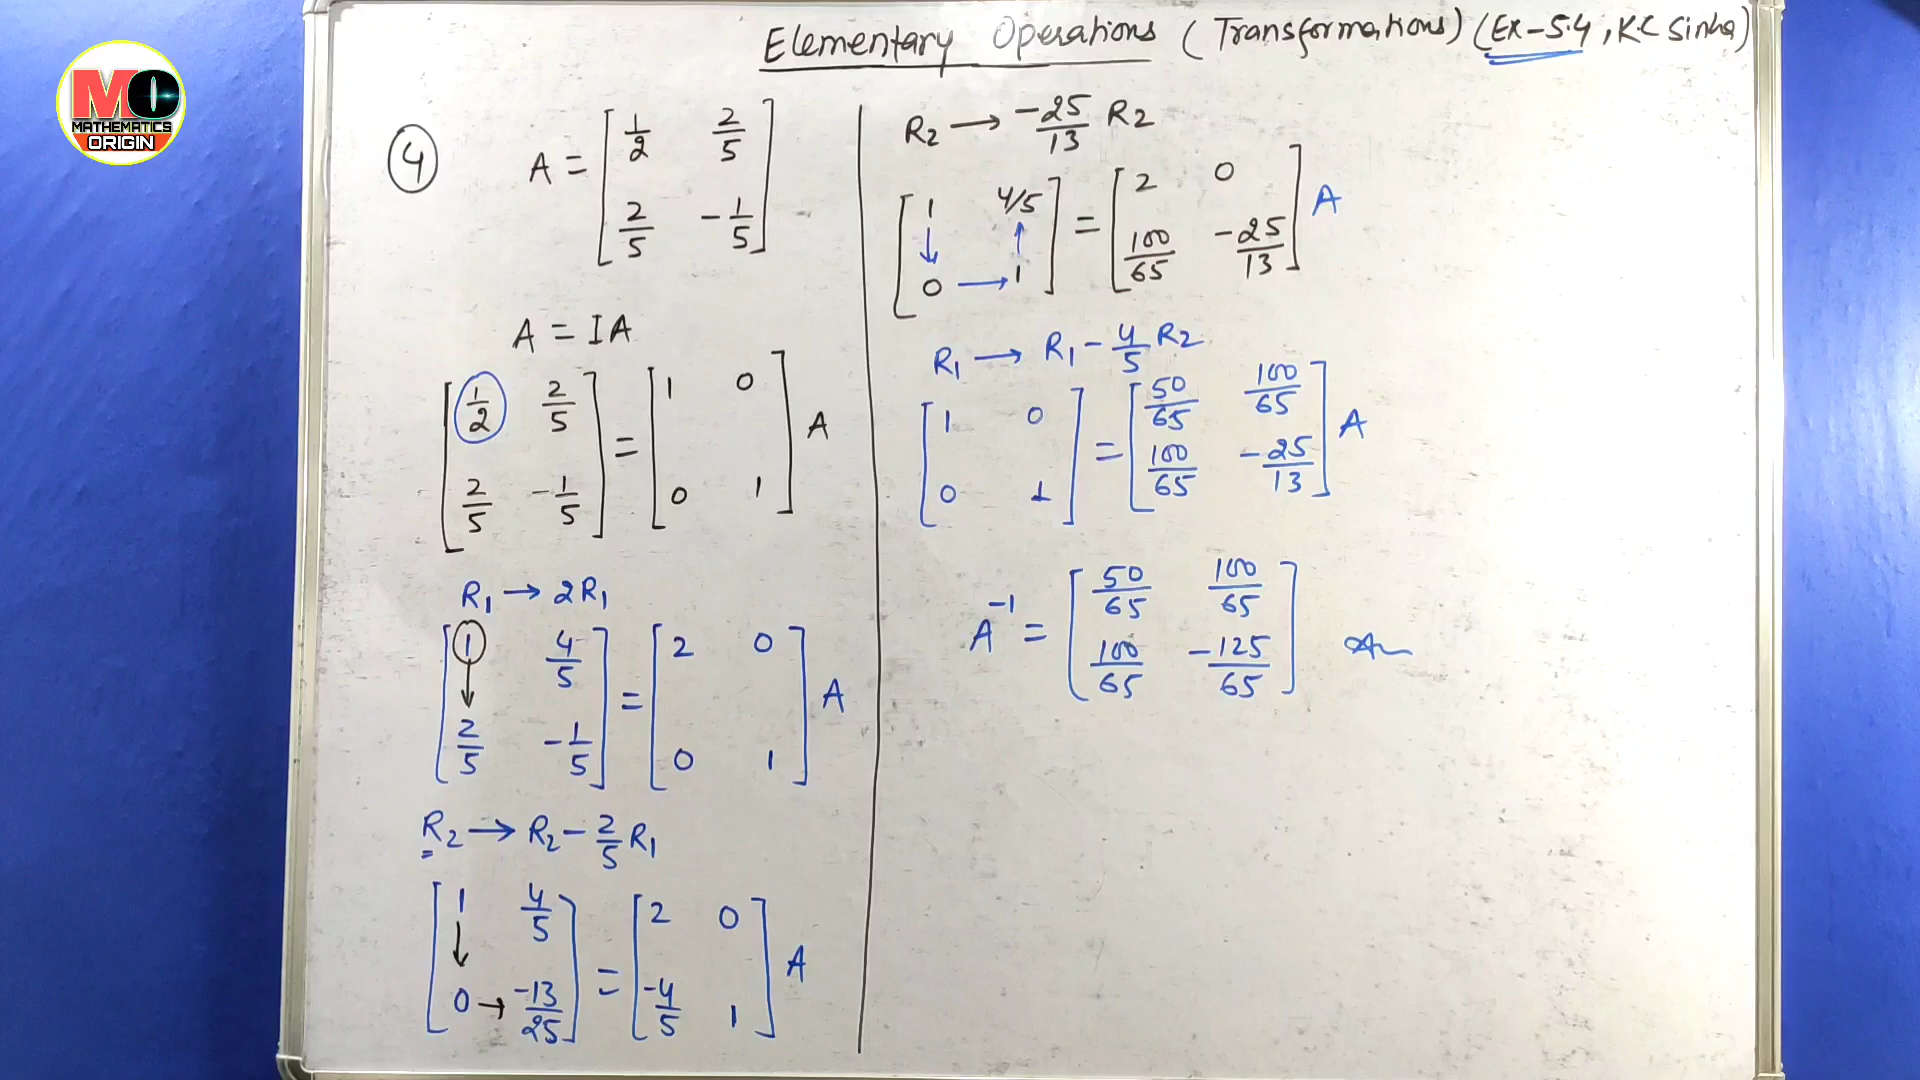 Elementary Operations (Transformations) (Ex-5.4, K.C Sinha)
MO
MATHEMATICS
ORIGIN
4
A = [ 1/2 2/5
2/5 -1/5 ]
A = IA
[ 1/2 2/5 = [ 1 0 A
2/5 -1/5 ] 0 1 ]
R1 → 2R1
[ 1 4/5 = [ 2 0 A
2/5 -1/5 ] 0 1 ]
R2 → R2 - 2/5 R1
[ 1 4/5 = [ 2 0 A
0 → -13/25 ] -4/5 1 ]
R2 → -25/13 R2
[ 1 4/5 = [ 2 0 A
0 → 1 ] 100/65 -25/13 ]
R1 → R1 - 4/5 R2
[ 1 0 = [ 50/65 100/65 A
0 1 ] 100/65 -25/13 ]
A-1 = [ 50/65 100/65
100/65 -125/65 ]